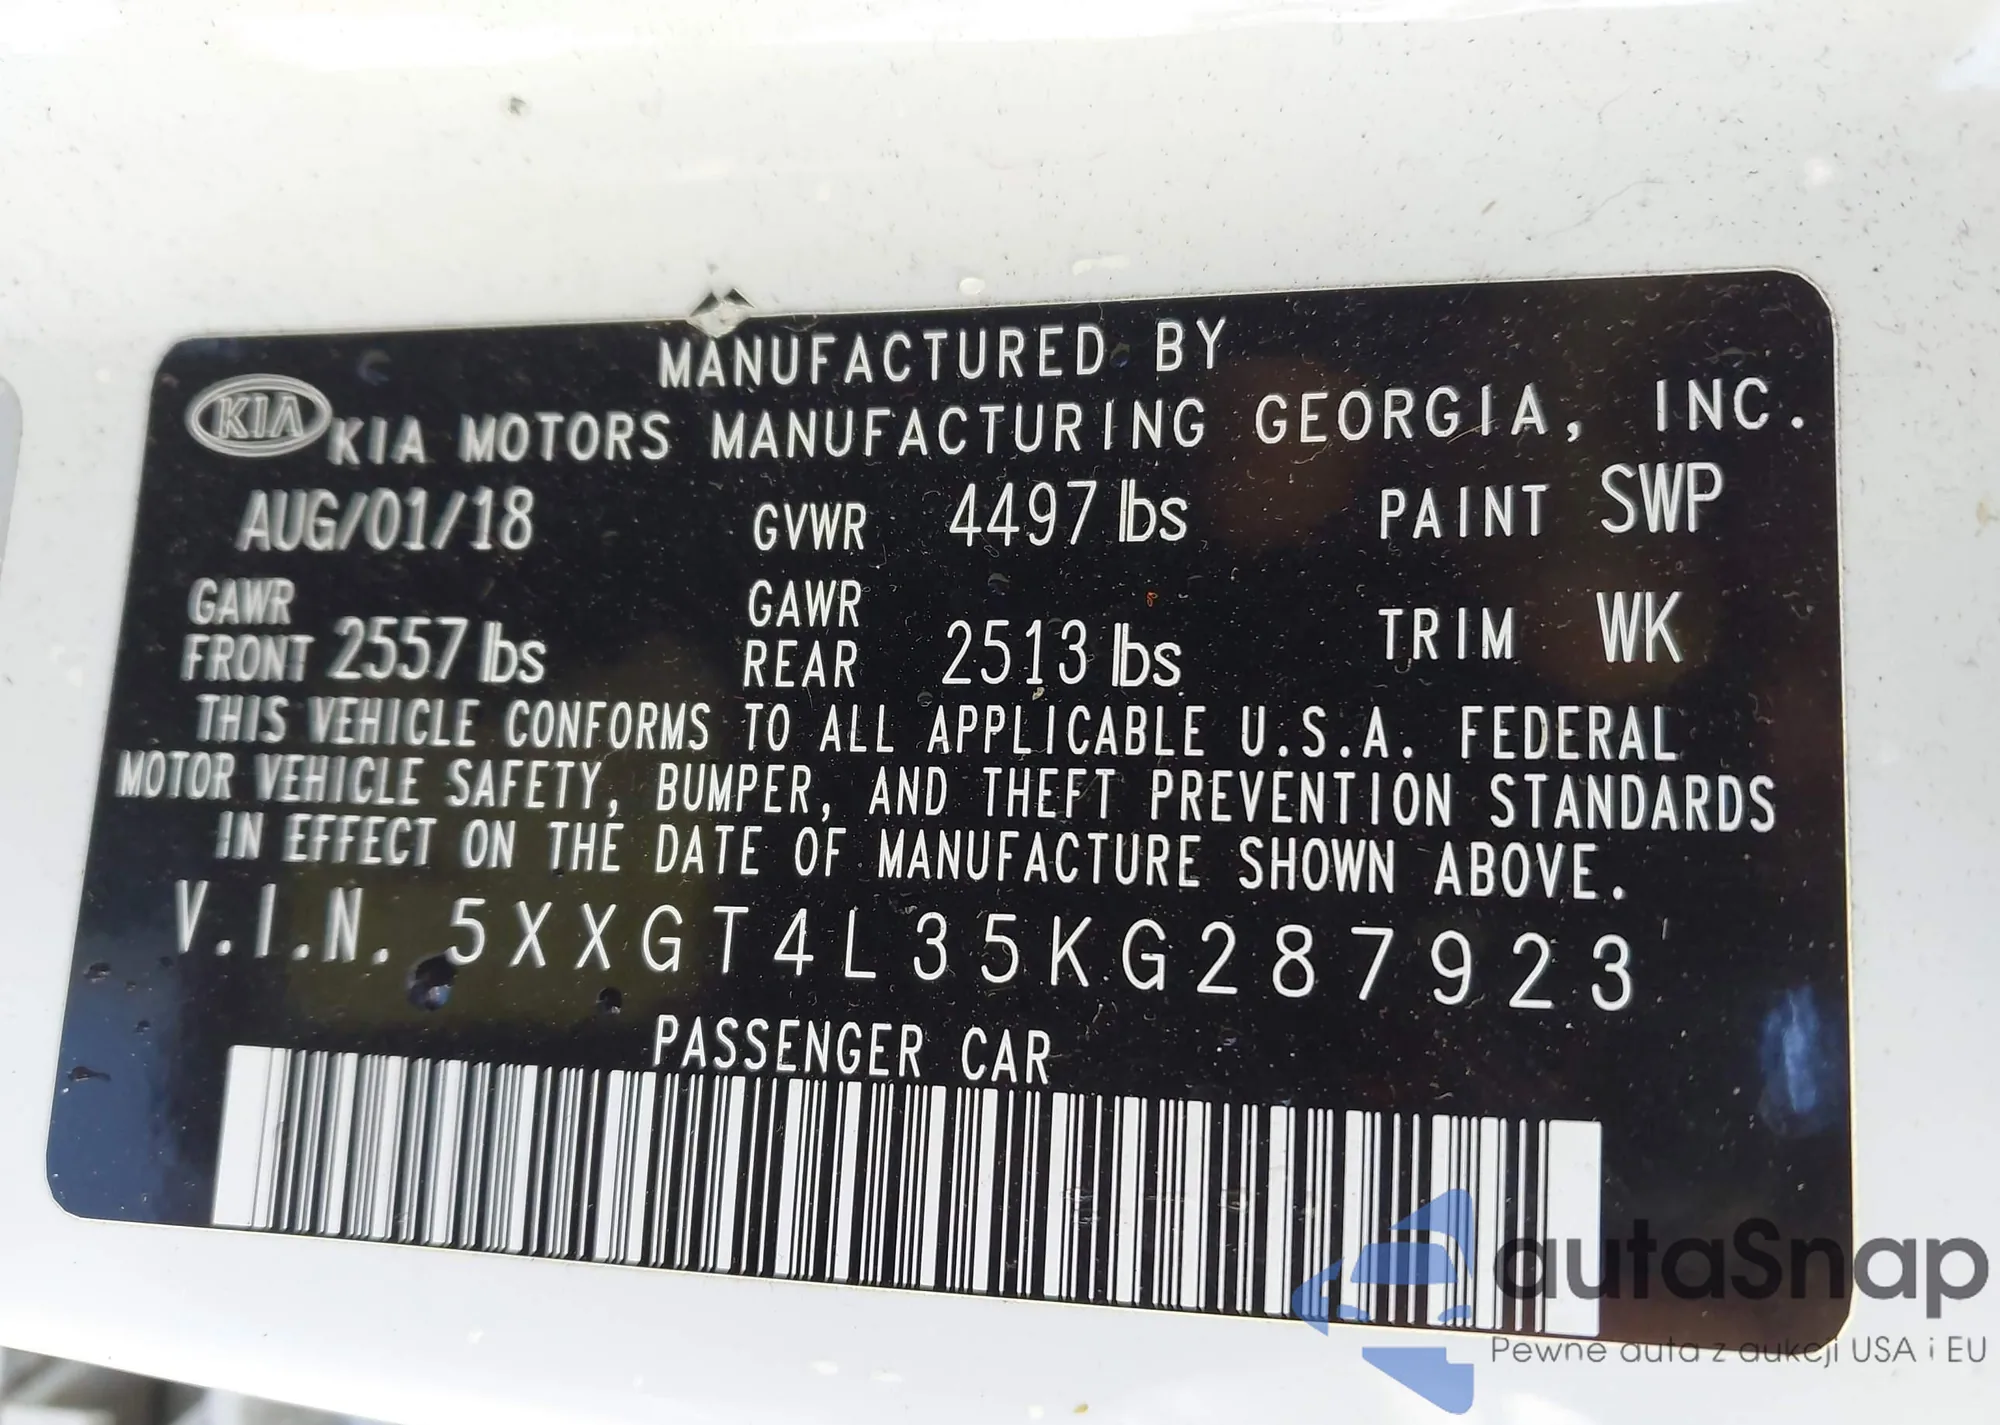 MANUFACTURED BY
KIA KIA MOTORS MANUFACTURING GEORGIA, INC.
AUG/01/18 GVWR 4497 lbs PAINT SWP
GAWR FRONT 2557 lbs GAWR REAR 2513 lbs TRIM WK
THIS VEHICLE CONFORMS TO ALL APPLICABLE U.S.A. FEDERAL
MOTOR VEHICLE SAFETY, BUMPER, AND THEFT PREVENTION STANDARDS
IN EFFECT ON THE DATE OF MANUFACTURE SHOWN ABOVE.
V.I.N. 5XXGT4L35KG287923
PASSENGER CAR
autaSnap
Pewne auta z aukcji USA i EU